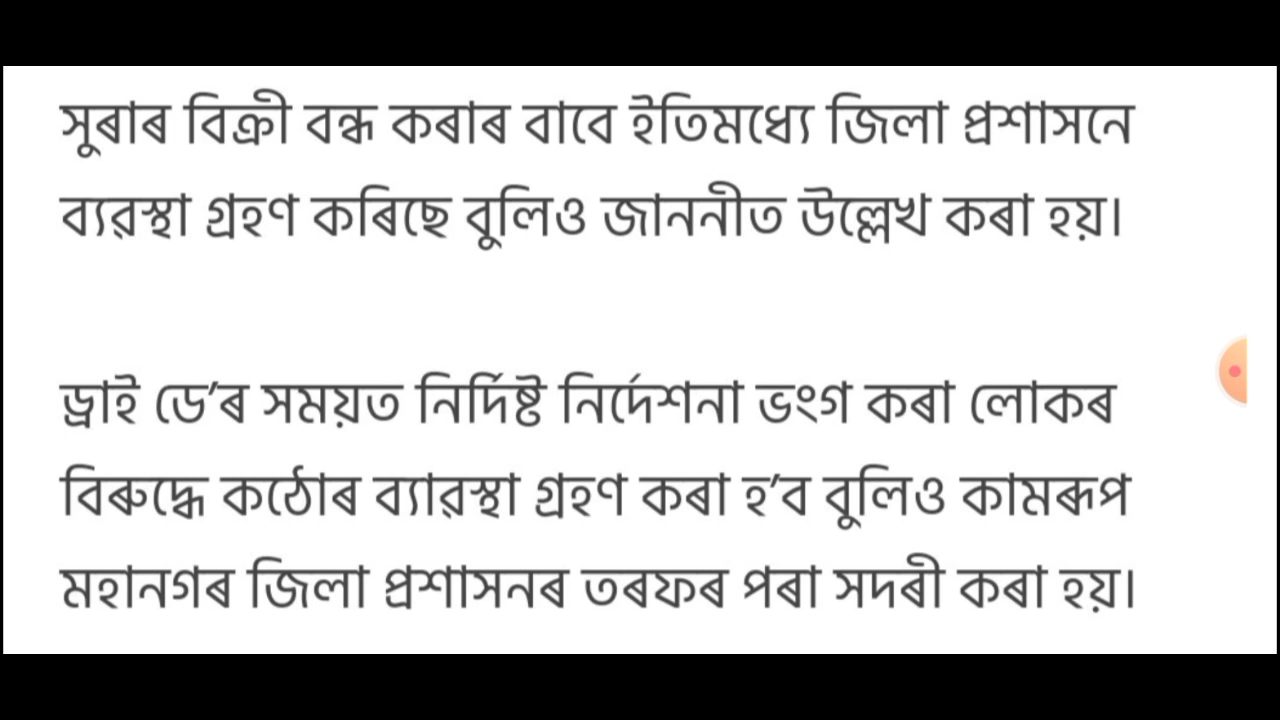 সুৰাৰ বিক্ৰী বন্ধ কৰাৰ বাবে ইতিমধ্যে জিলা প্ৰশাসনে
ব্যৱস্থা গ্ৰহণ কৰিছে বুলিও জাননীত উল্লেখ কৰা হয়।
ড্ৰাই ডে’ৰ সময়ত নিৰ্দিষ্ট নিৰ্দেশনা ভংগ কৰা লোকৰ
বিৰুদ্ধে কঠোৰ ব্যাৱস্থা গ্ৰহণ কৰা হ’ব বুলিও কামৰূপ
মহানগৰ জিলা প্ৰশাসনৰ তৰফৰ পৰা সদৰী কৰা হয়।